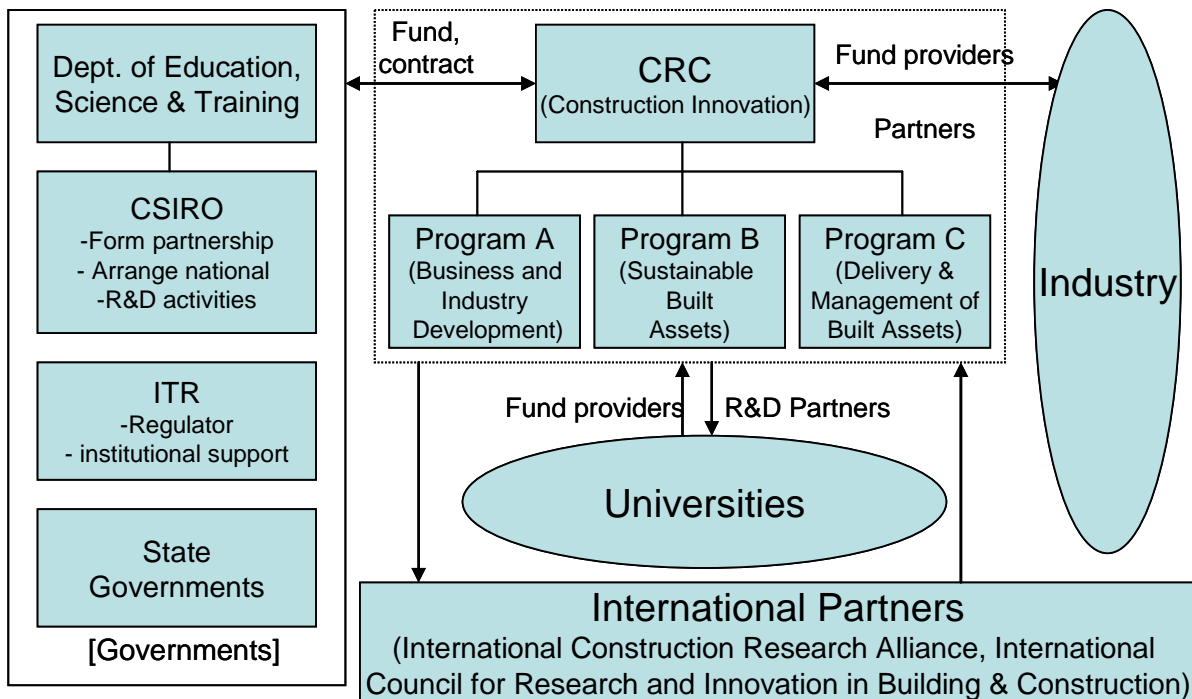 Dept. of Education,
Science & Training
CSIRO
-Form partnership
- Arrange national
-R&D activities
ITR
-Regulator
- institutional support
State
Governments
[Governments]
Fund,
contract
CRC
(Construction Innovation)
Fund providers
Partners
Program A
(Business and
Industry
Development)
Program B
(Sustainable
Built
Assets)
Program C
(Delivery &
Management of
Built Assets)
Industry
Fund providers
R&D Partners
Universities
International Partners
(International Construction Research Alliance, International
Council for Research and Innovation in Building & Construction)